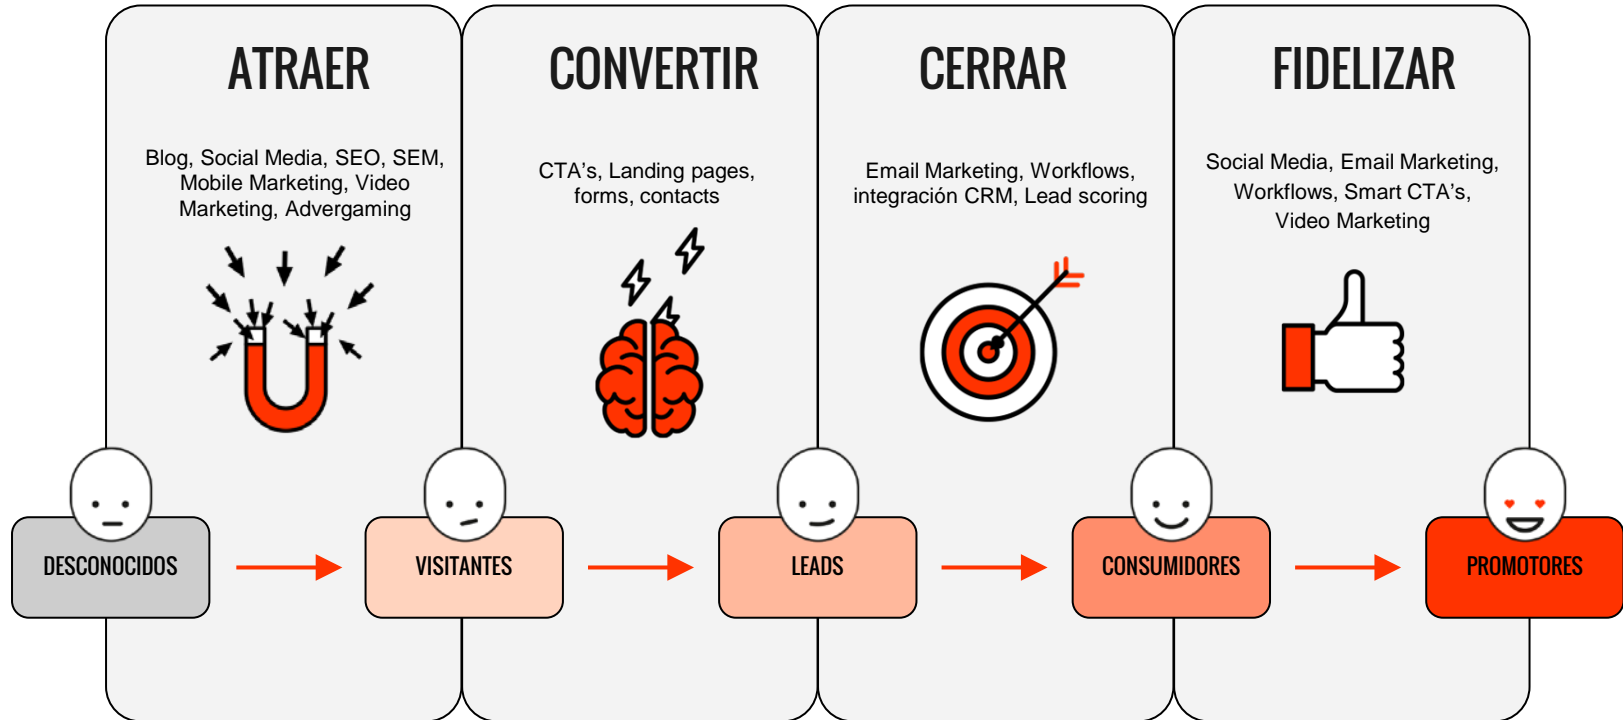 ATRAER
Blog, Social Media, SEO, SEM,
Mobile Marketing, Video
Marketing, Advergaming
CONVERTIR
CTA's, Landing pages,
forms, contacts
CERRAR
Email Marketing, Workflows,
integración CRM, Lead scoring
FIDELIZAR
Social Media, Email Marketing,
Workflows, Smart CTA's,
Video Marketing
DESCONOCIDOS
VISITANTES
LEADS
CONSUMIDORES
PROMOTORES